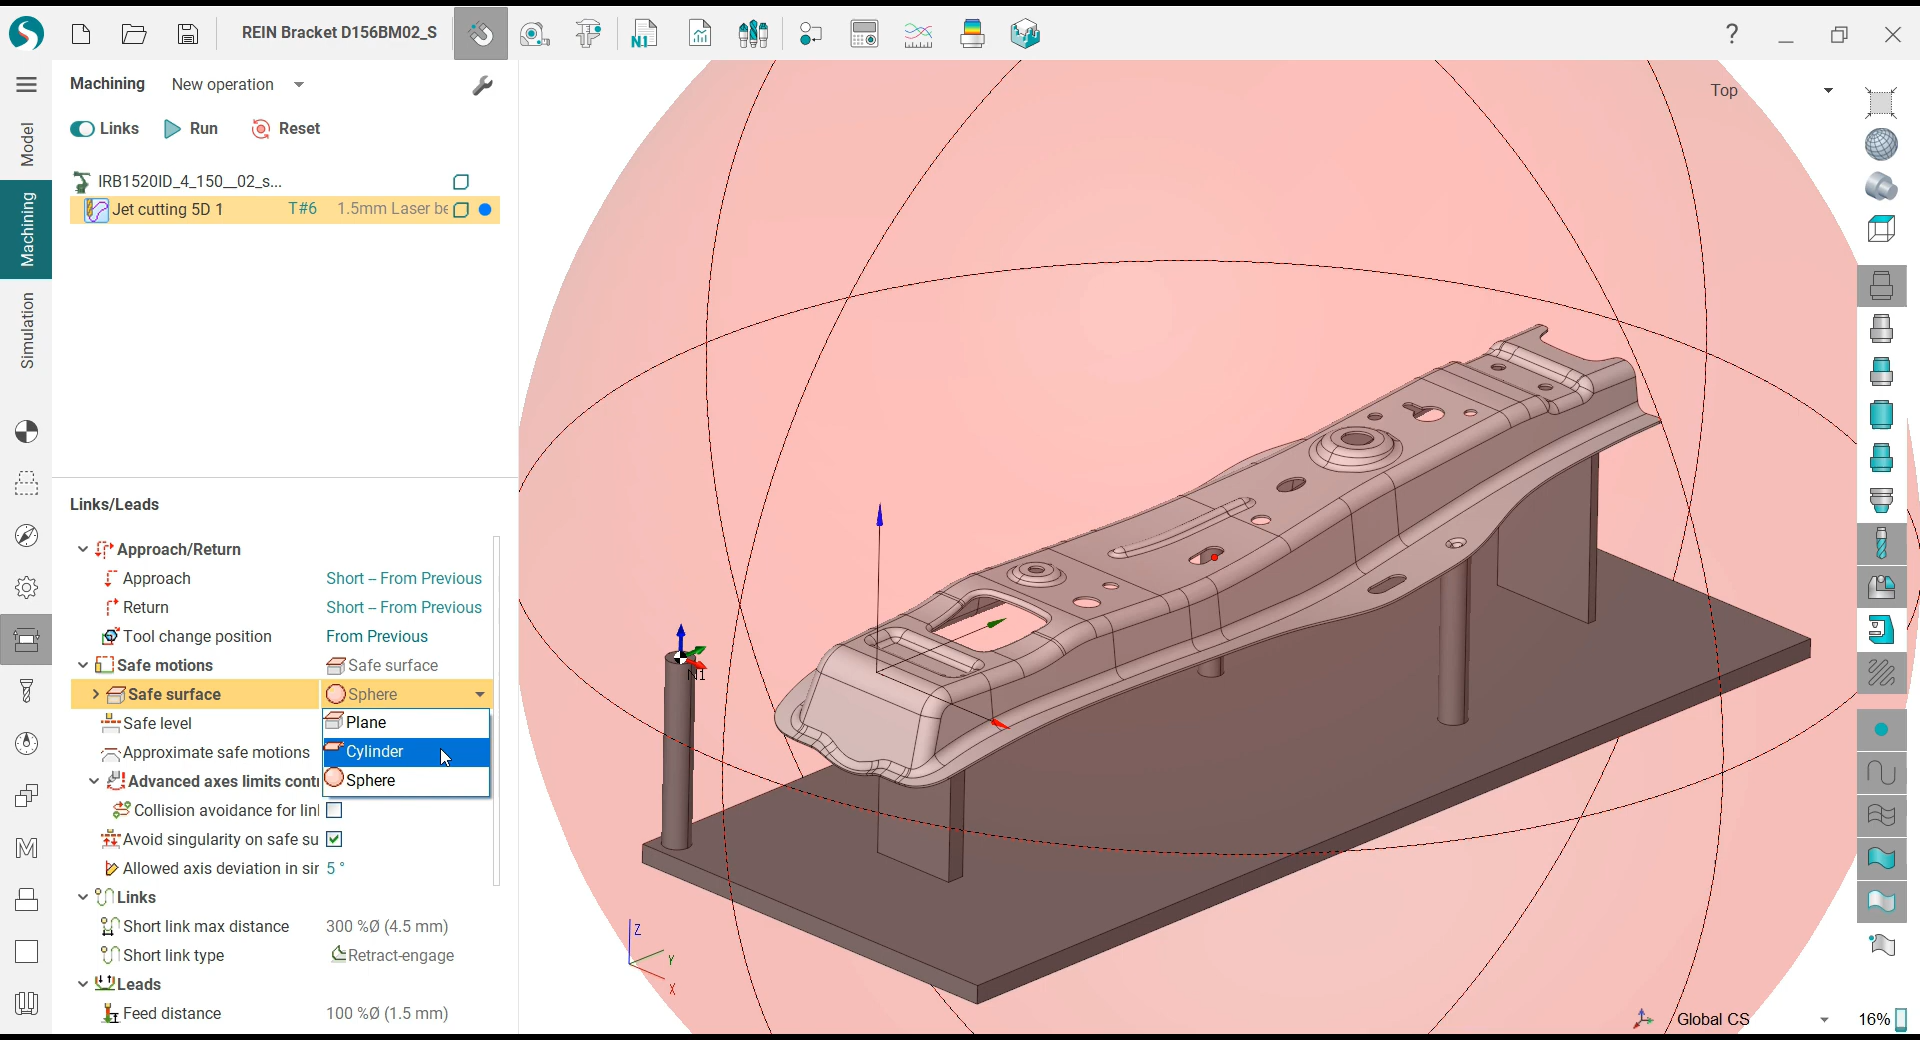 REIN Bracket D156BM02_S
N1
?
Machining New operation
Links Run Reset
IRB1520ID_4_150__02_s...
Jet cutting 5D 1 T#6 1.5mm Laser be
Model
Machining
Simulation
Links/Leads
Approach/Return
Approach Short – From Previous
Return Short – From Previous
Tool change position From Previous
Safe motions Safe surface
Safe surface Sphere
Safe level Plane
Approximate safe motions Cylinder
Advanced axes limits cont Sphere
Collision avoidance for lin
Avoid singularity on safe su
Allowed axis deviation in sir 5 °
Links
Short link max distance 300 %Ø (4.5 mm)
Short link type Retract-engage
Leads
Feed distance 100 %Ø (1.5 mm)
M
Top
N1
Z
Y
X
Global CS
16%